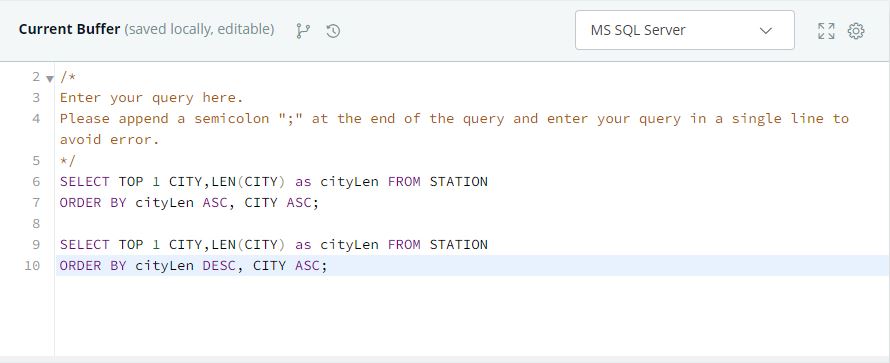 Current Buffer (saved locally, editable)
MS SQL Server
2 /*
3 Enter your query here.
4 Please append a semicolon ";" at the end of the query and enter your query in a single line to
avoid error.
5 */
6 SELECT TOP 1 CITY,LEN(CITY) as cityLen FROM STATION
7 ORDER BY cityLen ASC, CITY ASC;
8
9 SELECT TOP 1 CITY,LEN(CITY) as cityLen FROM STATION
10 ORDER BY cityLen DESC, CITY ASC;